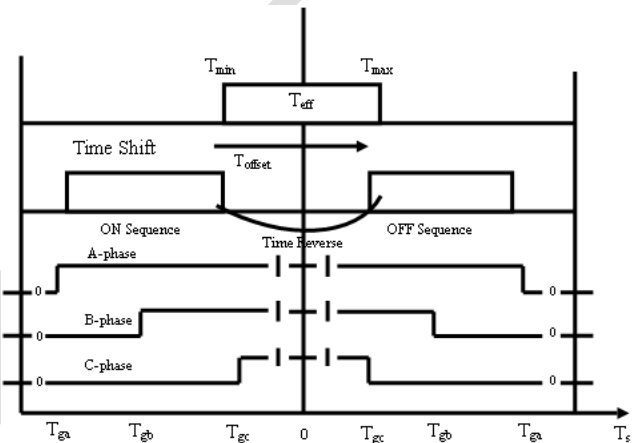 Tmin Tmax
Teff
Time Shift
Toffset
ON Sequence OFF Sequence
Time Reverse
A-phase
0 0
B-phase
0 0
C-phase
0 0
Tga Tgb Tgc 0 Tgc Tgb Tga Ts